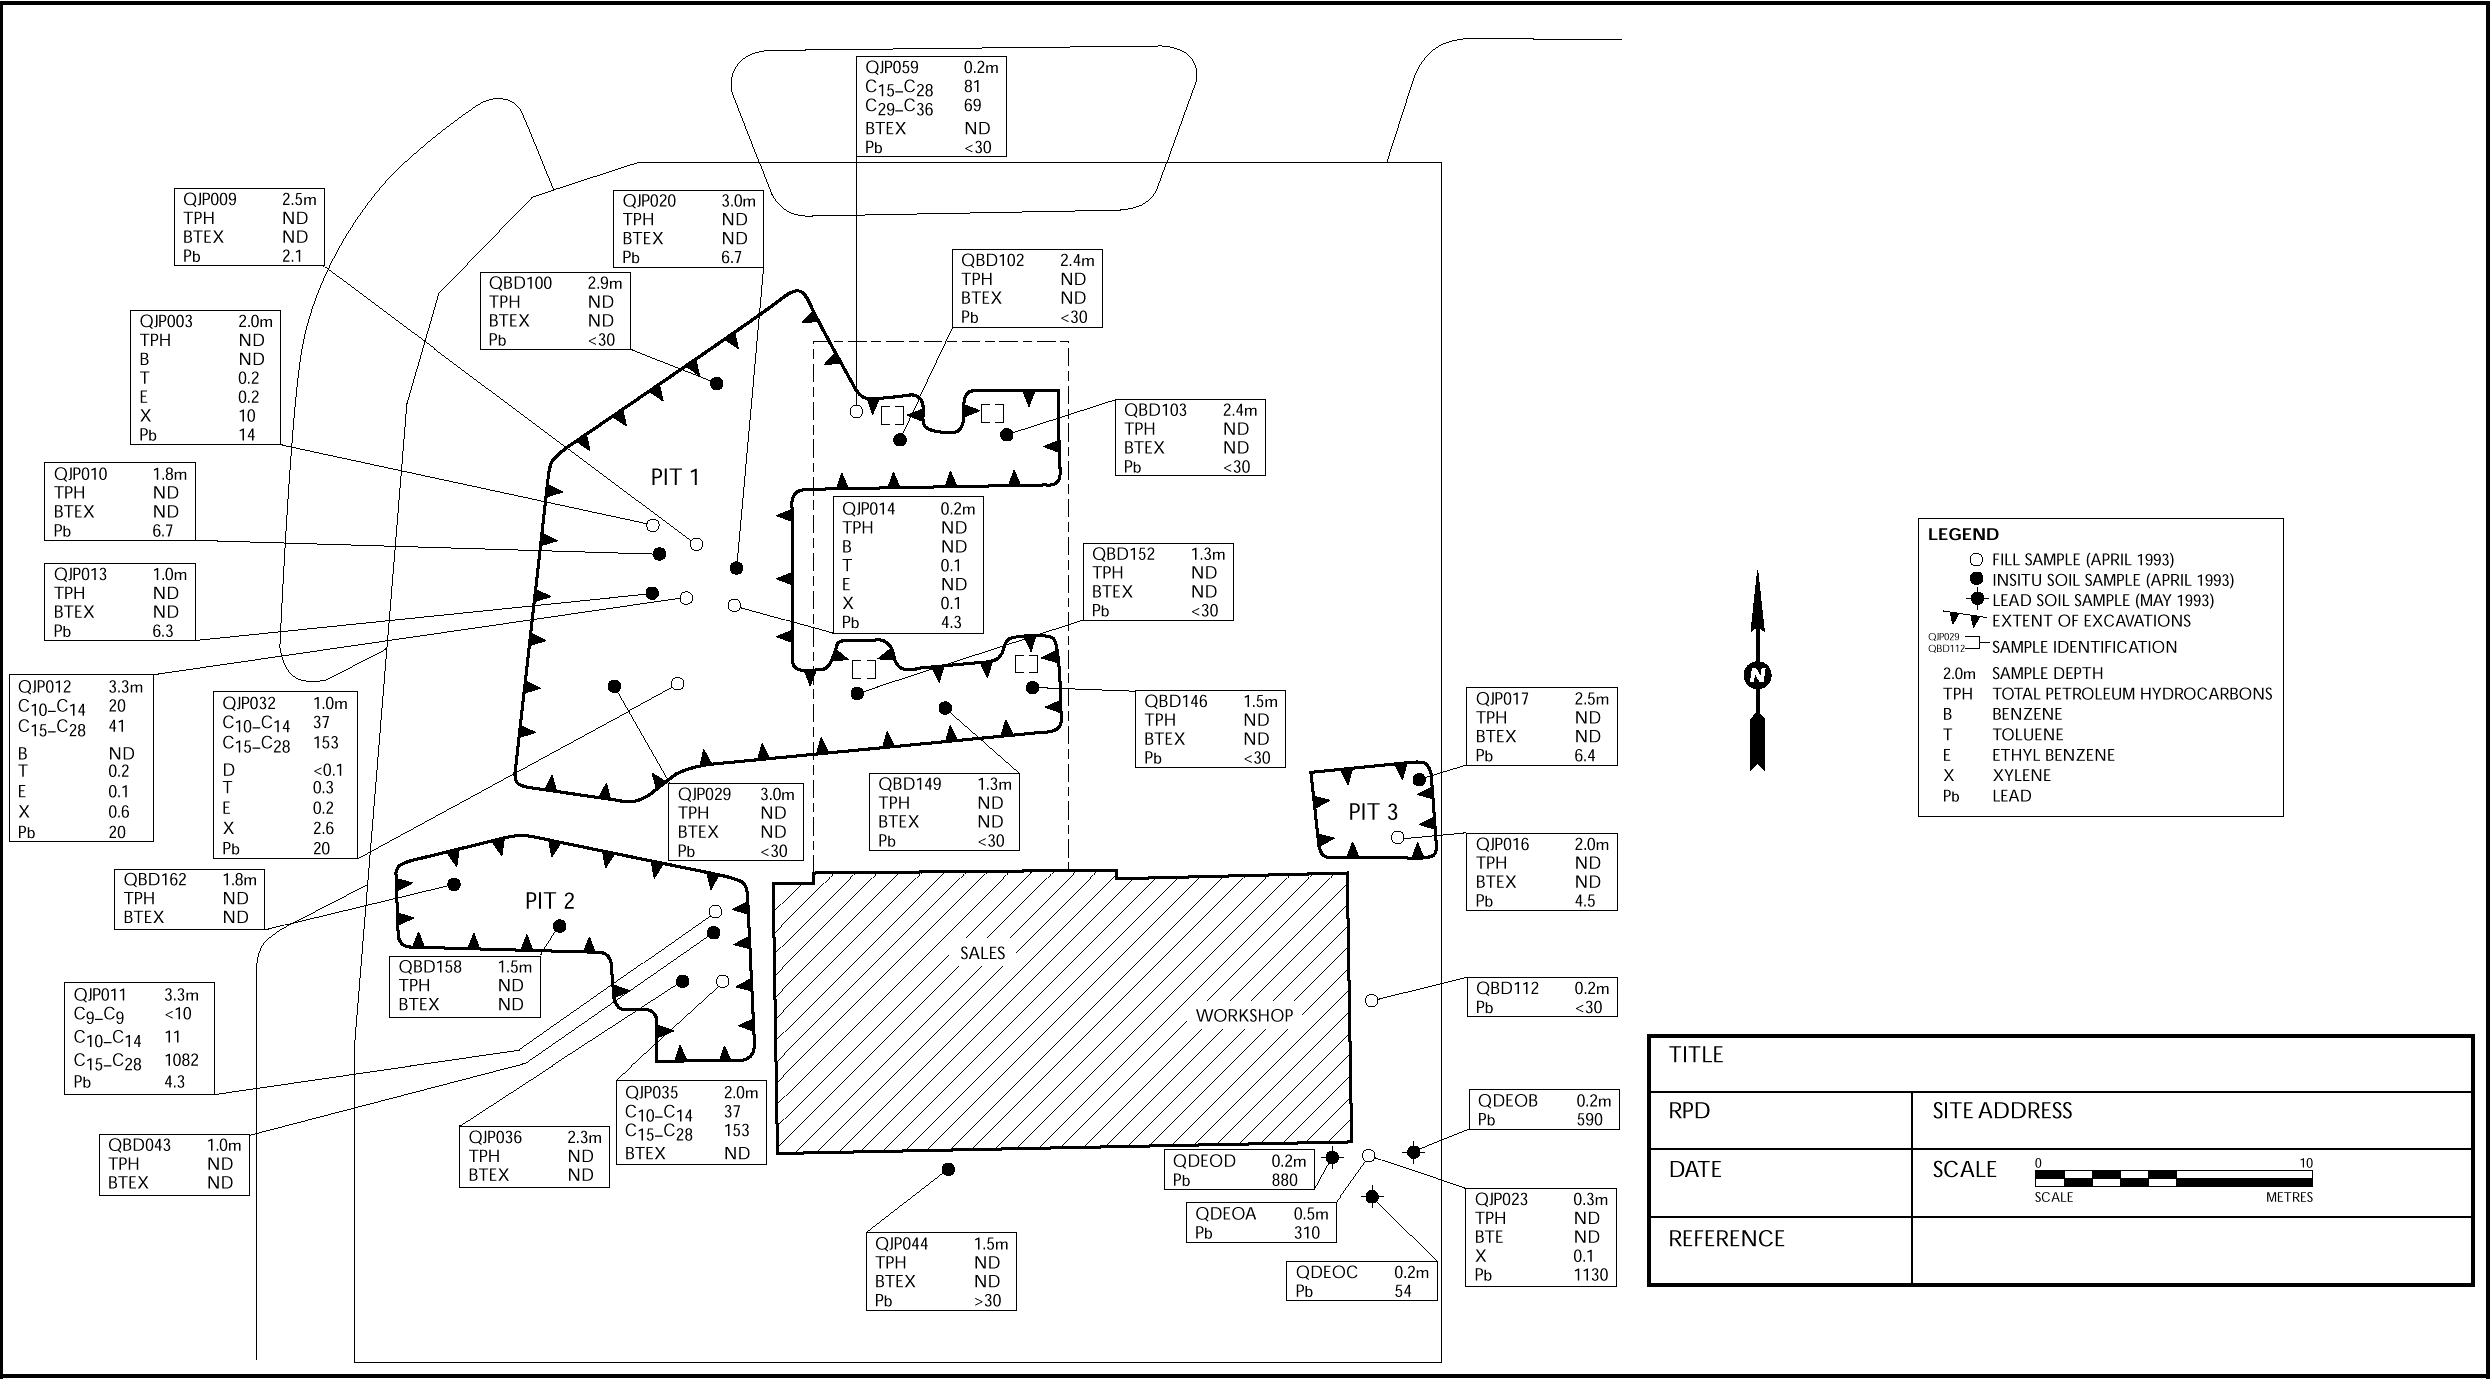 QJP059 0.2m
C15–C28 81
C29–C36 69
BTEX ND
Pb <30
QJP009 2.5m
TPH ND
BTEX ND
Pb 2.1
QJP020 3.0m
TPH ND
BTEX ND
Pb 6.7
QBD100 2.9m
TPH ND
BTEX ND
Pb <30
QBD102 2.4m
TPH ND
BTEX ND
Pb <30
QJP003 2.0m
TPH ND
B ND
T 0.2
E 0.2
X 10
Pb 14
QBD103 2.4m
TPH ND
BTEX ND
Pb <30
PIT 1
QJP010 1.8m
TPH ND
BTEX ND
Pb 6.7
QJP014 0.2m
TPH ND
B ND
T 0.1
E ND
X 0.1
Pb 4.3
QBD152 1.3m
TPH ND
BTEX ND
Pb <30
QJP013 1.0m
TPH ND
BTEX ND
Pb 6.3
LEGEND
FILL SAMPLE (APRIL 1993)
INSITU SOIL SAMPLE (APRIL 1993)
LEAD SOIL SAMPLE (MAY 1993)
EXTENT OF EXCAVATIONS
QJP029
QBD112
SAMPLE IDENTIFICATION
2.0m SAMPLE DEPTH
TPH TOTAL PETROLEUM HYDROCARBONS
B BENZENE
T TOLUENE
E ETHYL BENZENE
X XYLENE
Pb LEAD
N
QJP012 3.3m
C10–C14 20
C15–C28 41
B ND
T 0.2
E 0.1
X 0.6
Pb 20
QJP032 1.0m
C10–C14 37
C15–C28 153
D <0.1
T 0.3
E 0.2
X 2.6
Pb 20
QBD146 1.5m
TPH ND
BTEX ND
Pb <30
QJP017 2.5m
TPH ND
BTEX ND
Pb 6.4
QJP029 3.0m
TPH ND
BTEX ND
Pb <30
QBD149 1.3m
TPH ND
BTEX ND
Pb <30
PIT 3
QJP016 2.0m
TPH ND
BTEX ND
Pb 4.5
QBD162 1.8m
TPH ND
BTEX ND
PIT 2
SALES
WORKSHOP
QBD158 1.5m
TPH ND
BTEX ND
QBD112 0.2m
Pb <30
QJP011 3.3m
C9–C9 <10
C10–C14 11
C15–C28 1082
Pb 4.3
QJP035 2.0m
C10–C14 37
C15–C28 153
BTEX ND
QDEOB 0.2m
Pb 590
QBD043 1.0m
TPH ND
BTEX ND
QJP036 2.3m
TPH ND
BTEX ND
QDEOD 0.2m
Pb 880
QDEOA 0.5m
Pb 310
QJP023 0.3m
TPH ND
BTE ND
X 0.1
Pb 1130
QJP044 1.5m
TPH ND
BTEX ND
Pb >30
QDEOC 0.2m
Pb 54
TITLE
RPD
SITE ADDRESS
DATE
SCALE
0 10
SCALE METRES
REFERENCE